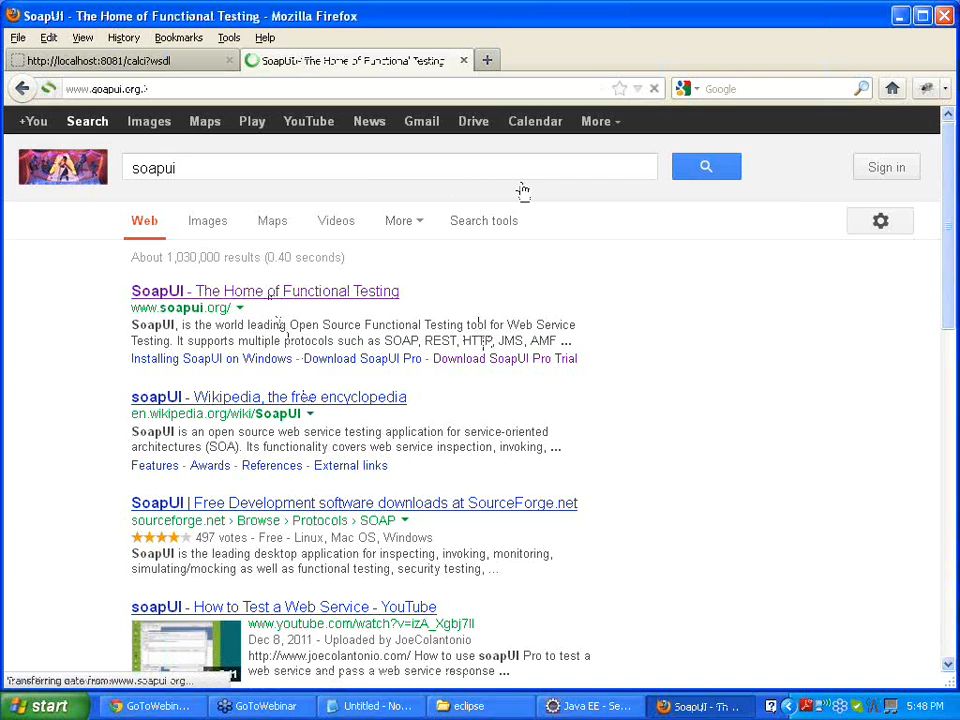 SoapUI - The Home of Functional Testing - Mozilla Firefox
File Edit View History Bookmarks Tools Help
http://localhost:8081/calci?wsdl
SoapUI - The Home of Functional Testing
www.soapui.org
Google
+You Search Images Maps Play YouTube News Gmail Drive Calendar More
soapui
Sign in
Web Images Maps Videos More Search tools
About 1,030,000 results (0.40 seconds)
SoapUI - The Home of Functional Testing
www.soapui.org/
SoapUI, is the world leading Open Source Functional Testing tool for Web Service
Testing. It supports multiple protocols such as SOAP, REST, HTTP, JMS, AMF ...
Installing SoapUI on Windows - Download SoapUI Pro - Download SoapUI Pro Trial
soapUI - Wikipedia, the free encyclopedia
en.wikipedia.org/wiki/SoapUI
SoapUI is an open source web service testing application for service-oriented
architectures (SOA). Its functionality covers web service inspection, invoking, ...
Features - Awards - References - External links
SoapUI | Free Development software downloads at SourceForge.net
sourceforge.net › Browse › Protocols › SOAP
497 votes - Free - Linux, Mac OS, Windows
SoapUI is the leading desktop application for inspecting, invoking, monitoring,
simulating/mocking as well as functional testing, security testing, ...
soapUI - How to Test a Web Service - YouTube
www.youtube.com/watch?v=izA_Xgbj7II
Dec 8, 2011 - Uploaded by JoeColantonio
http://www.joecolantonio.com/ How to use soapUI Pro to test a
web service and pass a web service response ...
Transferring data from www.soapui.org...
start GoToWebin... GoToWebinar Untitled - No... eclipse Java EE - Se... SoapUI - Th... 5:48 PM